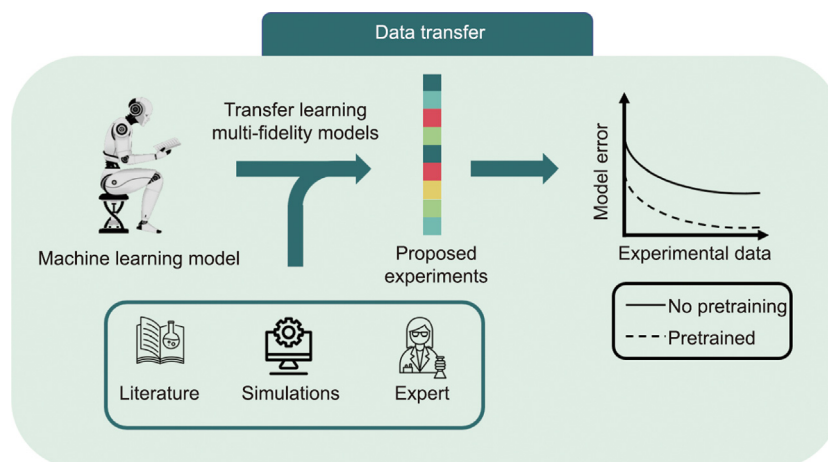 Data transfer
Transfer learning
multi-fidelity models
Machine learning model
Proposed
experiments
Model error
Experimental data
No pretraining
Pretrained
Literature
Simulations
Expert